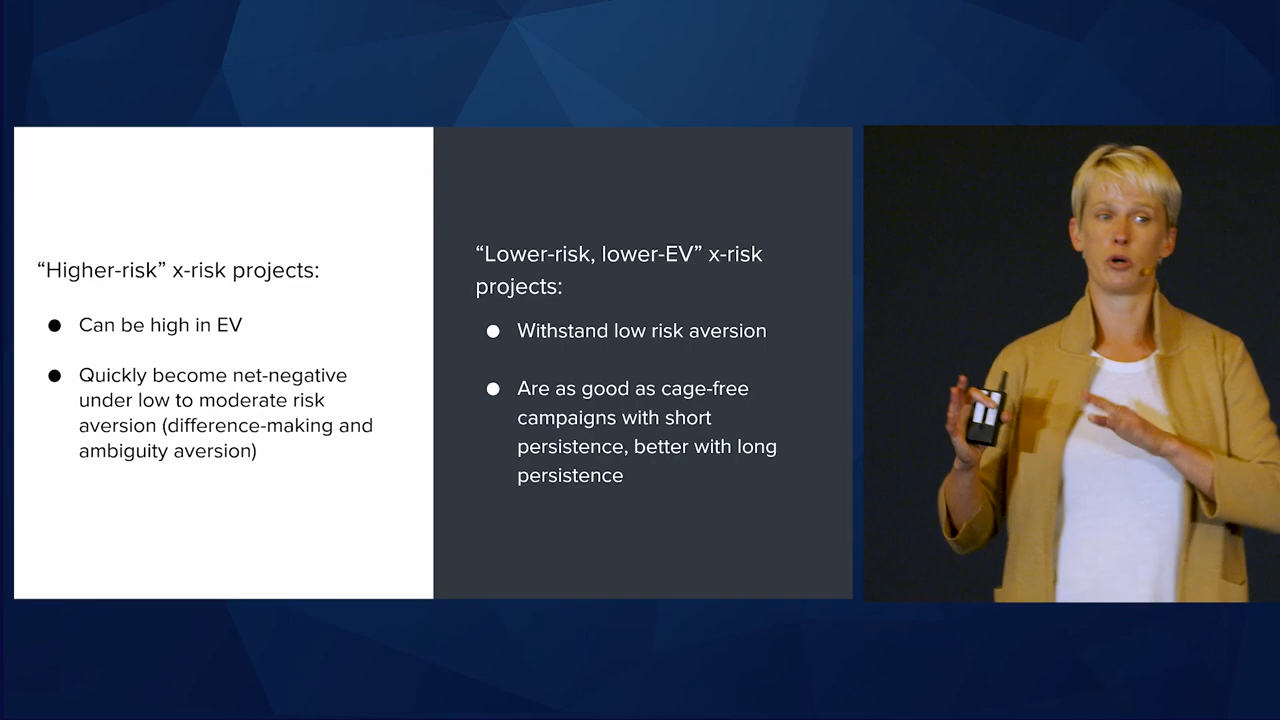 “Higher-risk” x-risk projects:
● Can be high in EV
● Quickly become net-negative
under low to moderate risk
aversion (difference-making and
ambiguity aversion)
“Lower-risk, lower-EV” x-risk
projects:
● Withstand low risk aversion
● Are as good as cage-free
campaigns with short
persistence, better with long
persistence